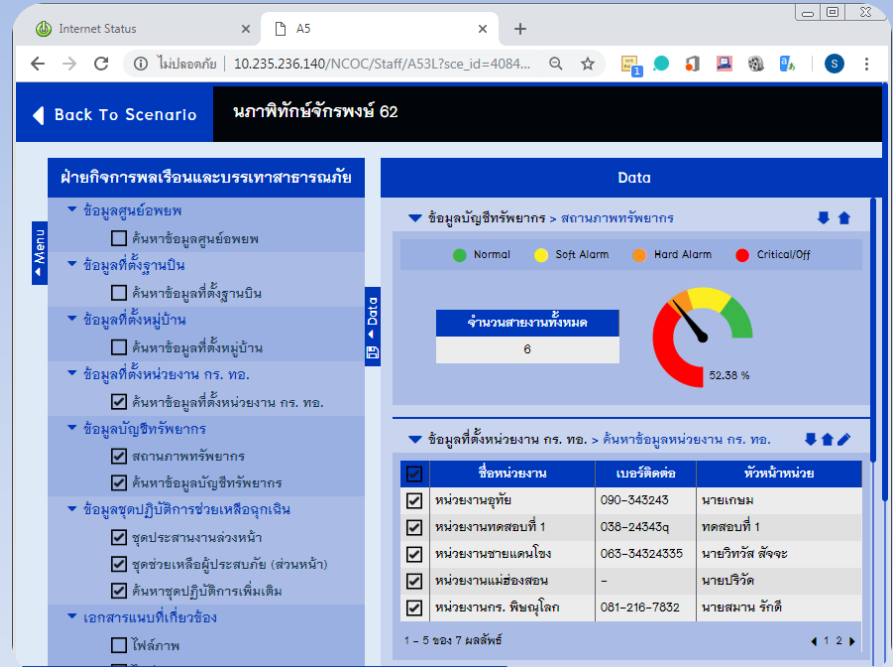 Internet Status
A5
ไม่ปลอดภัย | 10.235.236.140/NCOC/Staff/A53L?sce_id=4084...
Back To Scenario
นภาพิทักษ์จักรพงษ์ 62
Menu
ฝ่ายกิจการพลเรือนและบรรเทาสาธารณภัย
ข้อมูลศูนย์อพยพ
ค้นหาข้อมูลศูนย์อพยพ
ข้อมูลที่ตั้งฐานบิน
ค้นหาข้อมูลที่ตั้งฐานบิน
ข้อมูลที่ตั้งหมู่บ้าน
ค้นหาข้อมูลที่ตั้งหมู่บ้าน
ข้อมูลที่ตั้งหน่วยงาน กร. ทอ.
ค้นหาข้อมูลที่ตั้งหน่วยงาน กร. ทอ.
ข้อมูลบัญชีทรัพยากร
สถานภาพทรัพยากร
ค้นหาข้อมูลบัญชีทรัพยากร
ข้อมูลชุดปฏิบัติการช่วยเหลือฉุกเฉิน
ชุดประสานงานล่วงหน้า
ชุดช่วยเหลือผู้ประสบภัย (ส่วนหน้า)
ค้นหาชุดปฏิบัติการเพิ่มเติม
เอกสารแนบที่เกี่ยวข้อง
ไฟล์ภาพ
Data
Data
ข้อมูลบัญชีทรัพยากร > สถานภาพทรัพยากร
Normal Soft Alarm Hard Alarm Critical/Off
จำนวนสายงานทั้งหมด
6
52.38 %
ข้อมูลที่ตั้งหน่วยงาน กร. ทอ. > ค้นหาข้อมูลหน่วยงาน กร. ทอ.
ชื่อหน่วยงาน เบอร์ติดต่อ หัวหน้าหน่วย
หน่วยงานอุทัย 090-343243 นายเกษม
หน่วยงานทดสอบที่ 1 038-24343q ทดสอบที่ 1
หน่วยงานชายแดนโขง 063-34324335 นายวิทวัส สัจจะ
หน่วยงานแม่ฮ่องสอน - นายปริวัด
หน่วยงานกร. พิษณุโลก 081-216-7832 นายสมาน รักดี
1 - 5 ของ 7 ผลลัพธ์ 1 2